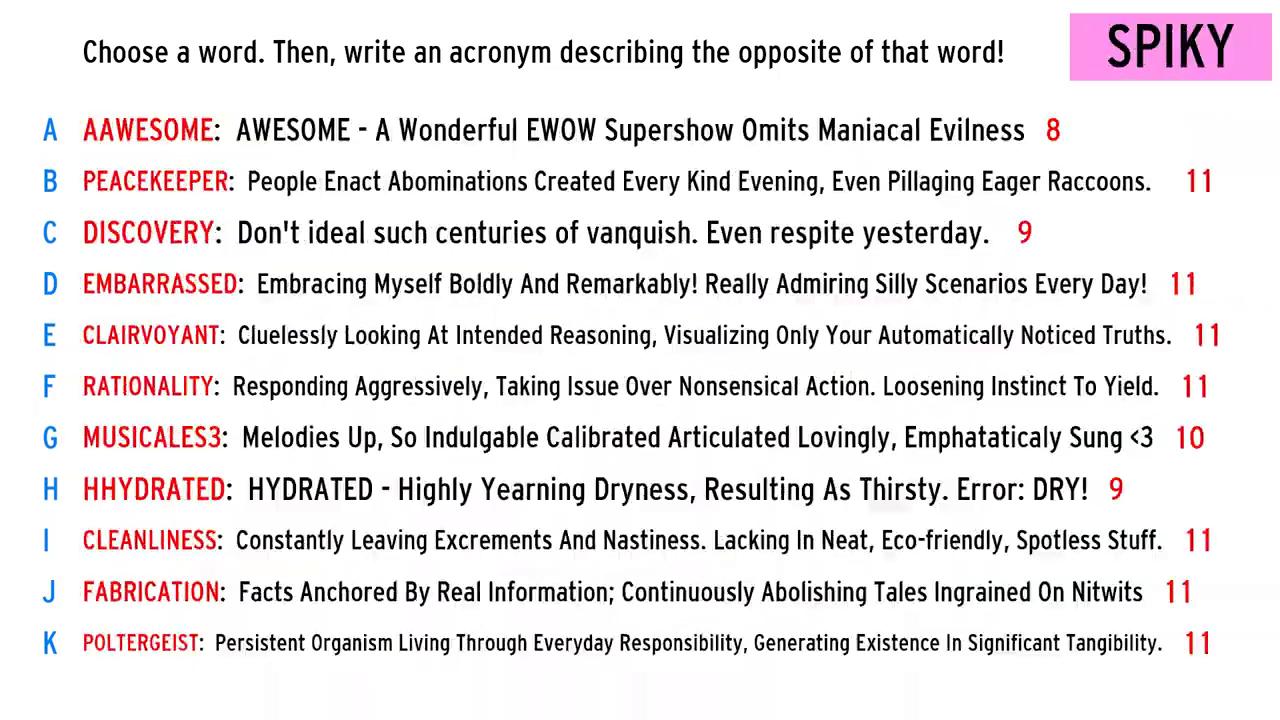 Choose a word. Then, write an acronym describing the opposite of that word!
SPIKY
A AAWESOME: AWESOME - A Wonderful EWOW Supershow Omits Maniacal Evilness 8
B PEACEKEEPER: People Enact Abominations Created Every Kind Evening, Even Pillaging Eager Raccoons. 11
C DISCOVERY: Don't ideal such centuries of vanquish. Even respite yesterday. 9
D EMBARRASSED: Embracing Myself Boldly And Remarkably! Really Admiring Silly Scenarios Every Day! 11
E CLAIRVOYANT: Cluelessly Looking At Intended Reasoning, Visualizing Only Your Automatically Noticed Truths. 11
F RATIONALITY: Responding Aggressively, Taking Issue Over Nonsensical Action. Loosening Instinct To Yield. 11
G MUSICALES3: Melodies Up, So Indulgable Calibrated Articulated Lovingly, Emphataticaly Sung <3 10
H HHYDRATED: HYDRATED - Highly Yearning Dryness, Resulting As Thirsty. Error: DRY! 9
I CLEANLINESS: Constantly Leaving Excrements And Nastiness. Lacking In Neat, Eco-friendly, Spotless Stuff. 11
J FABRICATION: Facts Anchored By Real Information; Continuously Abolishing Tales Ingrained On Nitwits 11
K POLTERGEIST: Persistent Organism Living Through Everyday Responsibility, Generating Existence In Significant Tangibility. 11